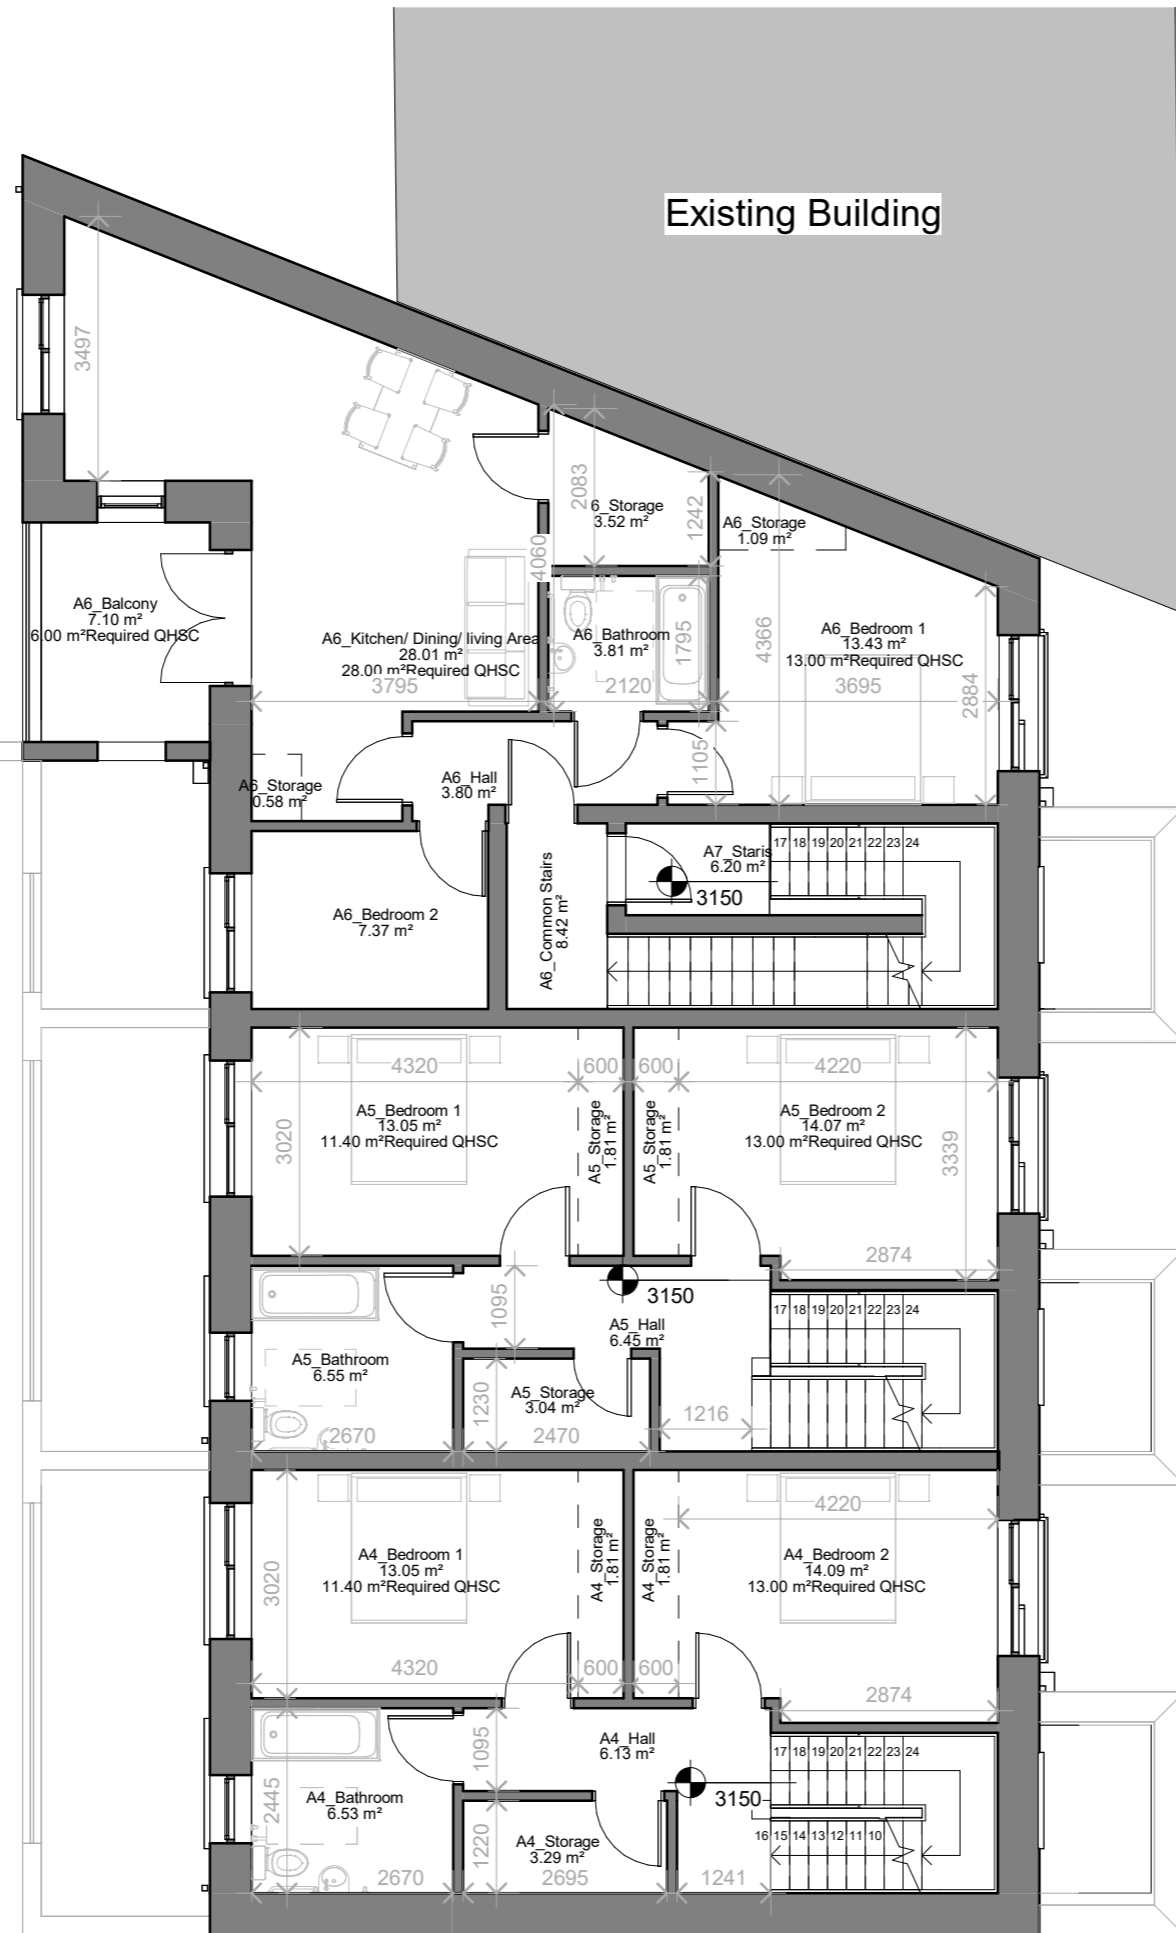 Existing Building
3497
2083
6_Storage
3.52 m²
1242
A6_Storage
1.09 m²
4060
A6_Balcony
7.10 m²
6.00 m²Required QHSC
A6_Kitchen/ Dining/ living Area
28.01 m²
28.00 m²Required QHSC
A6_Bathroom
3.81 m²
1795
4366
A6_Bedroom 1
13.43 m²
13.00 m²Required QHSC
3795
2120
3695
2884
1105
A6_Storage
0.58 m²
A6_Hall
3.80 m²
A7_Staris
6.20 m²
17 18 19 20 21 22 23 24
3150
A6_Bedroom 2
7.37 m²
A6_Common Stairs
8.42 m²
4320
600
600
4220
A5_Bedroom 1
13.05 m²
11.40 m²Required QHSC
3020
A5_Storage
1.81 m²
A5_Storage
1.81 m²
A5_Bedroom 2
14.07 m²
13.00 m²Required QHSC
3339
2874
1095
3150
A5_Hall
6.45 m²
17 18 19 20 21 22 23 24
A5_Bathroom
6.55 m²
1230
A5_Storage
3.04 m²
2670
2470
1216
4220
A4_Bedroom 1
13.05 m²
11.40 m²Required QHSC
3020
A4_Storage
1.81 m²
A4_Storage
1.81 m²
A4_Bedroom 2
14.09 m²
13.00 m²Required QHSC
4320
600
600
2874
1095
A4_Hall
6.13 m²
17 18 19 20 21 22 23 24
3150
2445
A4_Bathroom
6.53 m²
1220
A4_Storage
3.29 m²
16 15 14 13 12 11 10
2670
2695
1241